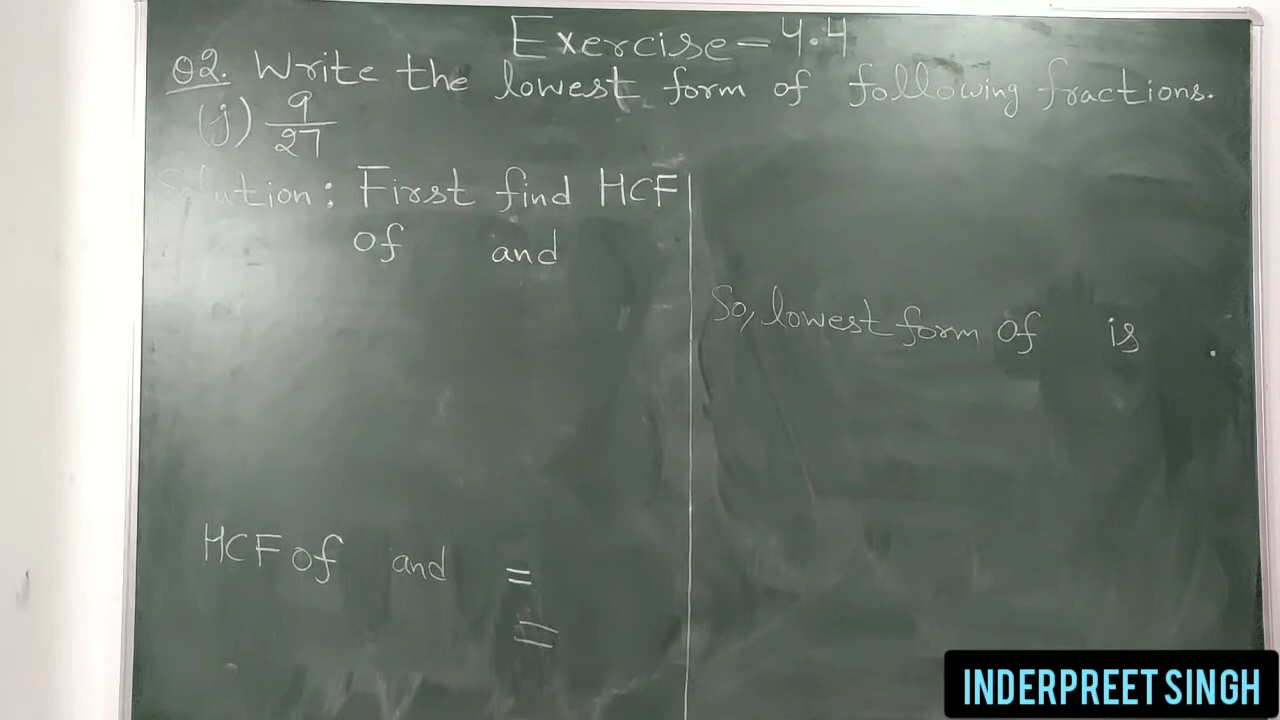 Exercise - 4.4
Q2. Write the lowest form of following fractions.
(j) 9/27
Solution: First find HCF
of and
So, lowest form of is .
HCF of and =
=
INDERPREET SINGH